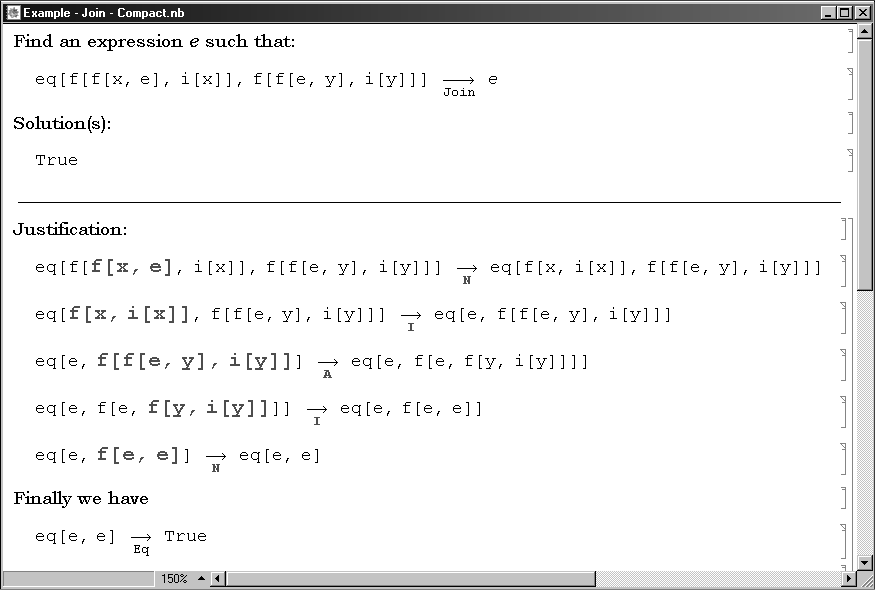 Example - Join - Compact.nb
Find an expression e such that:
eq[f[f[x, e], i[x]], f[f[e, y], i[y]]] ⟶ e
Join
Solution(s):
True
Justification:
eq[f[f[x, e], i[x]], f[f[e, y], i[y]]] ⟶ eq[f[x, i[x]], f[f[e, y], i[y]]]
N
eq[f[x, i[x]], f[f[e, y], i[y]]] ⟶ eq[e, f[f[e, y], i[y]]]
I
eq[e, f[f[e, y], i[y]]] ⟶ eq[e, f[e, f[y, i[y]]]]
A
eq[e, f[e, f[y, i[y]]]] ⟶ eq[e, f[e, e]]
I
eq[e, f[e, e]] ⟶ eq[e, e]
N
Finally we have
eq[e, e] ⟶ True
Eq
150%